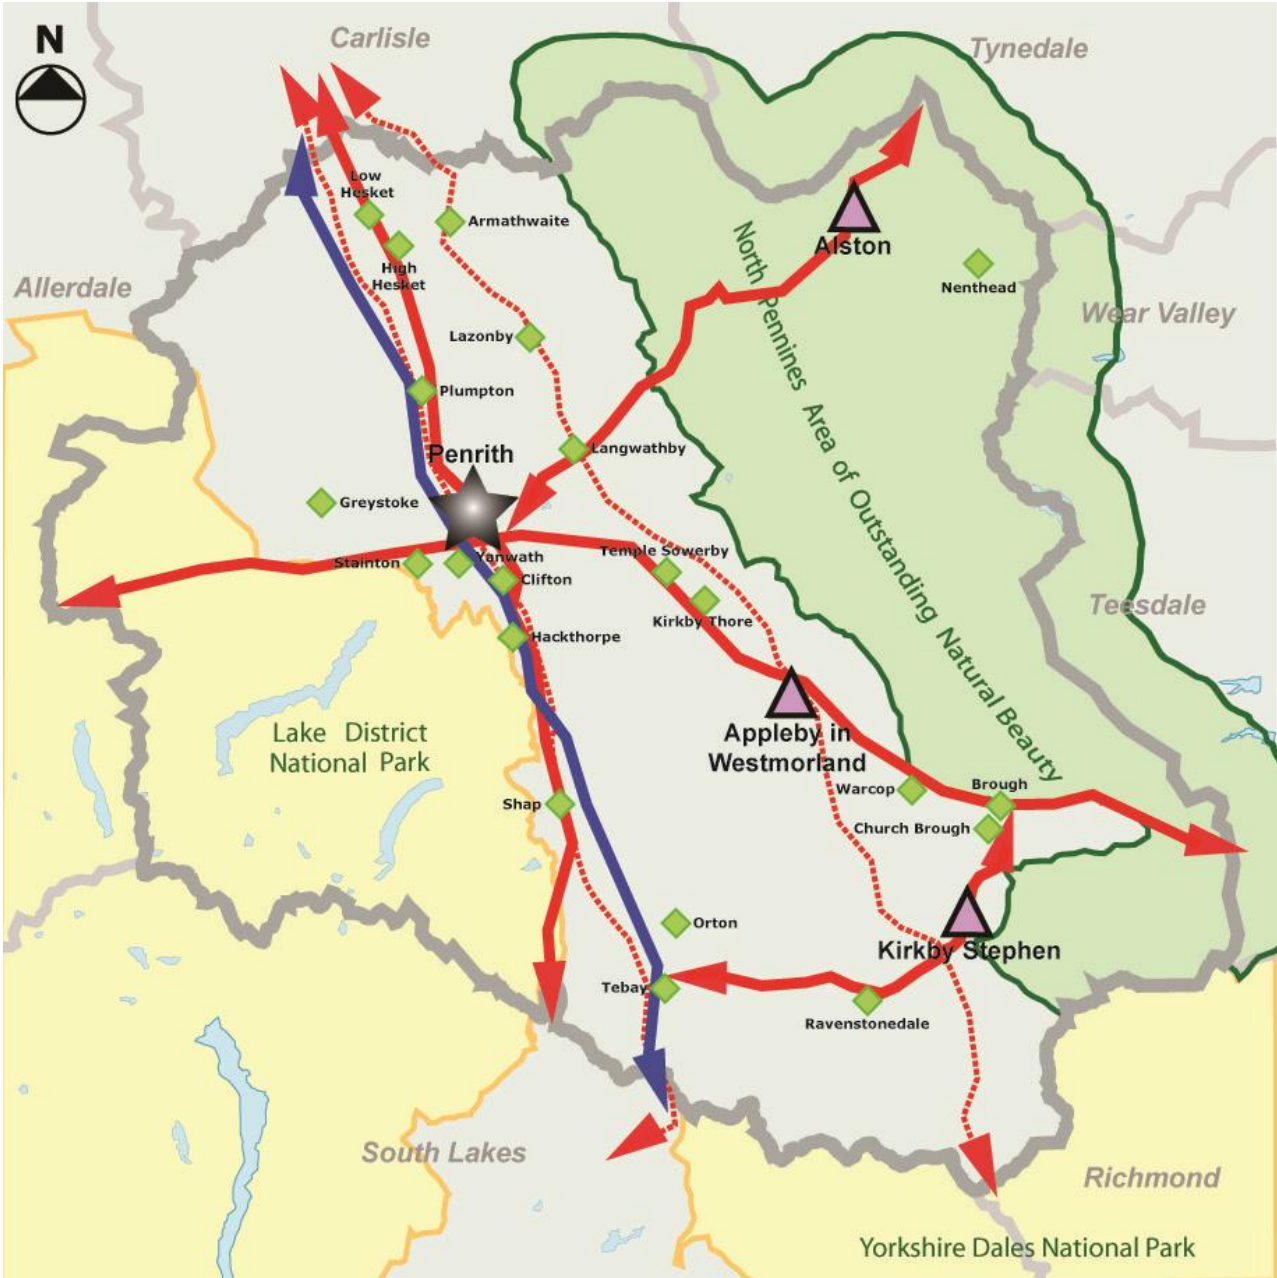 N
Carlisle
Tynedale
Low
Hesket
Armathwaite
High
Hesket
Alston
Nenthead
Allerdale
Wear Valley
Lazonby
Plumpton
North Pennines Area of Outstanding Natural Beauty
Langwathby
Penrith
Greystoke
Stainton
Yanwath
Clifton
Temple Sowerby
Kirkby Thore
Teesdale
Hackthorpe
Lake District
National Park
Appleby in
Westmorland
Shap
Warcop
Brough
Church Brough
Orton
Kirkby Stephen
Tebay
Ravenstonedale
South Lakes
Richmond
Yorkshire Dales National Park